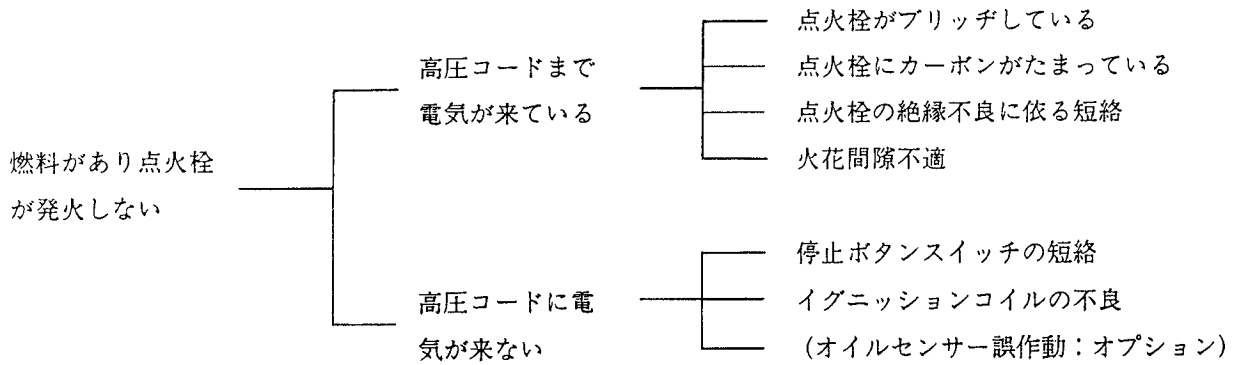 燃料があり点火栓
が発火しない
高圧コードまで
電気が来ている
点火栓がブリッヂしている
点火栓にカーボンがたまっている
点火栓の絶縁不良に依る短絡
火花間隙不適
高圧コードに電
気が来ない
停止ボタンスイッチの短絡
イグニッションコイルの不良
（オイルセンサー誤作動：オプション）